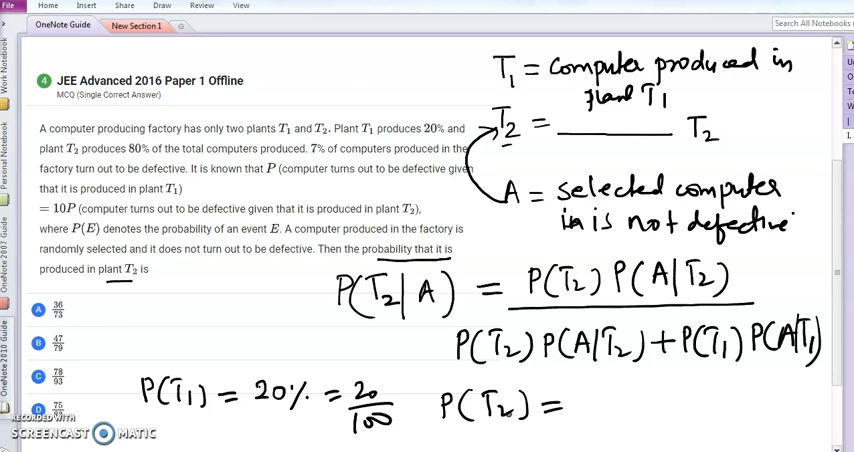 File Home Insert Share Draw Review View
OneNote Guide New Section 1
Search All Notebooks
Work Notebook
Personal Notebook
OneNote 2007 Guide
OneNote 2010 Guide
4 JEE Advanced 2016 Paper 1 Offline
MCQ (Single Correct Answer)
A computer producing factory has only two plants T₁ and T₂. Plant T₁ produces 20% and
plant T₂ produces 80% of the total computers produced. 7% of computers produced in the
factory turn out to be defective. It is known that P (computer turns out to be defective given
that it is produced in plant T₁)
= 10P (computer turns out to be defective given that it is produced in plant T₂),
where P(E) denotes the probability of an event E. A computer produced in the factory is
randomly selected and it does not turn out to be defective. Then the probability that it is
produced in plant T₂ is
A 36/73
B 47/79
C 78/93
D 75
T₁ = computer produced in
plant T₁
T₂ = ________ T₂
A = selected computer
is not defective
P(T₂|A) = P(T₂) P(A|T₂)
P(T₂) P(A|T₂) + P(T₁) P(A|T₁)
P(T₁) = 20% = 20/100 P(T₂) =
RECORDED WITH
SCREENCAST MATIC